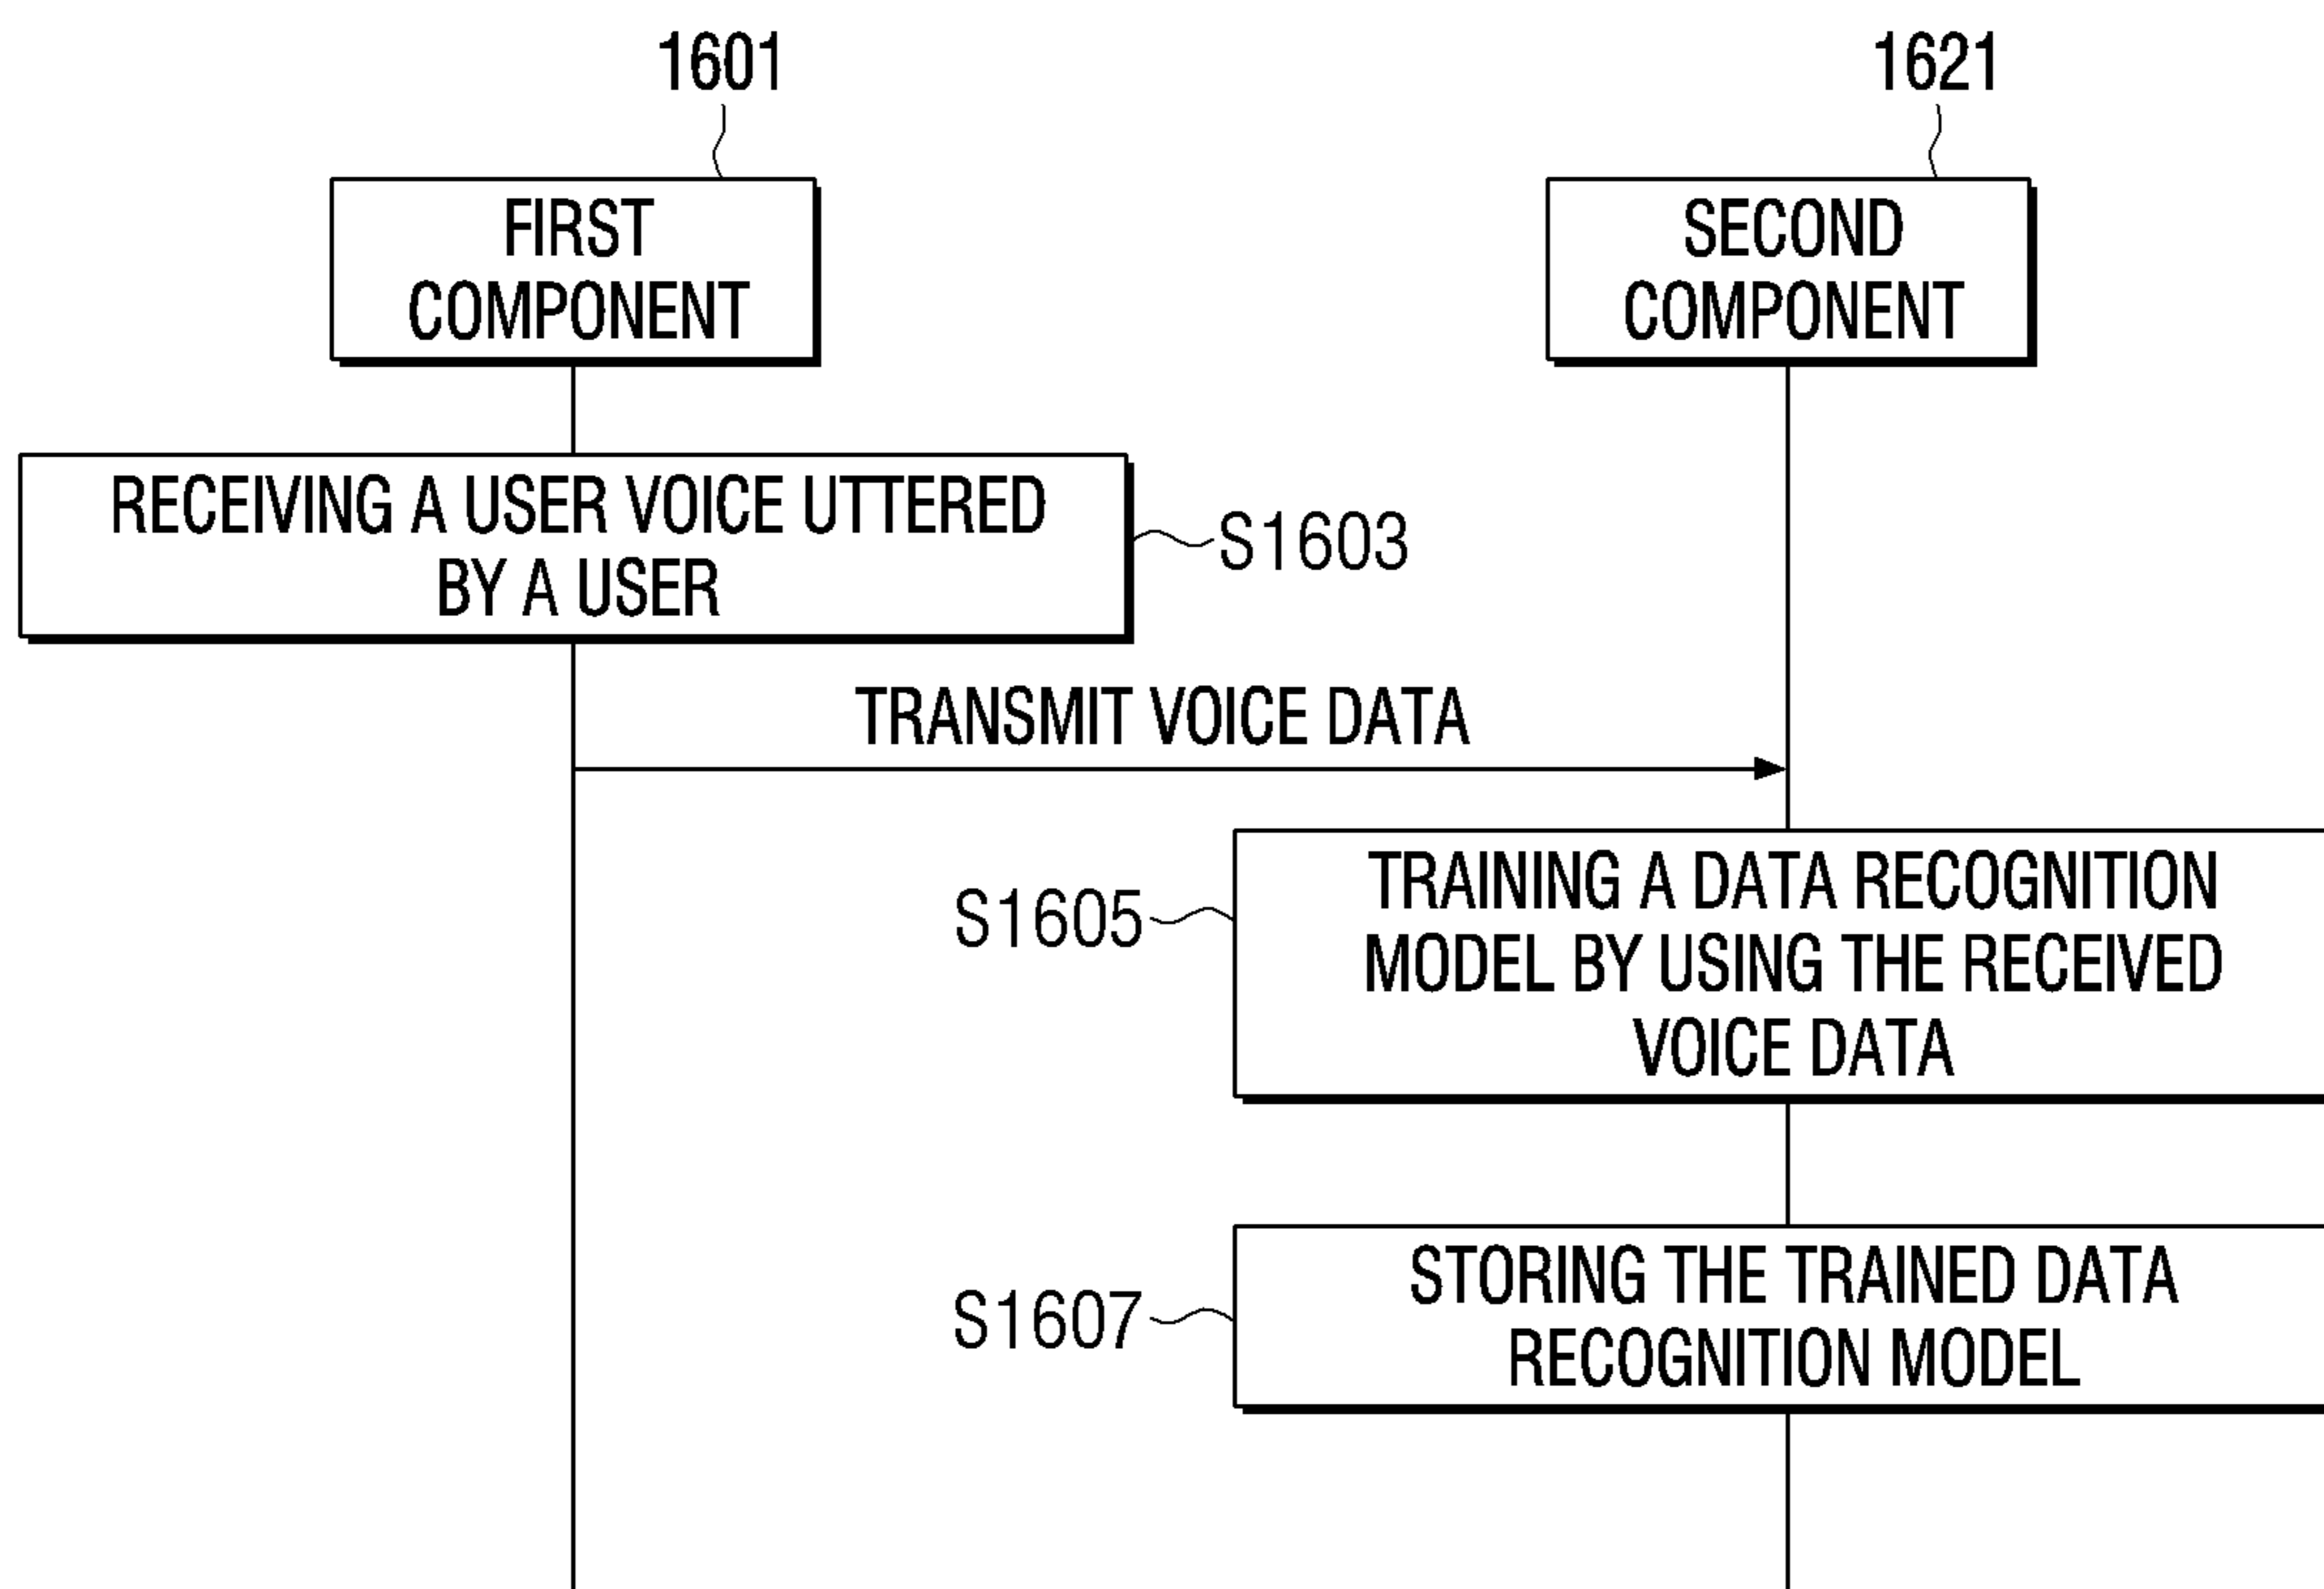 1601
1621
FIRST
COMPONENT
SECOND
COMPONENT
RECEIVING A USER VOICE UTTERED
BY A USER
S1603
TRANSMIT VOICE DATA
S1605
TRAINING A DATA RECOGNITION
MODEL BY USING THE RECEIVED
VOICE DATA
S1607
STORING THE TRAINED DATA
RECOGNITION MODEL